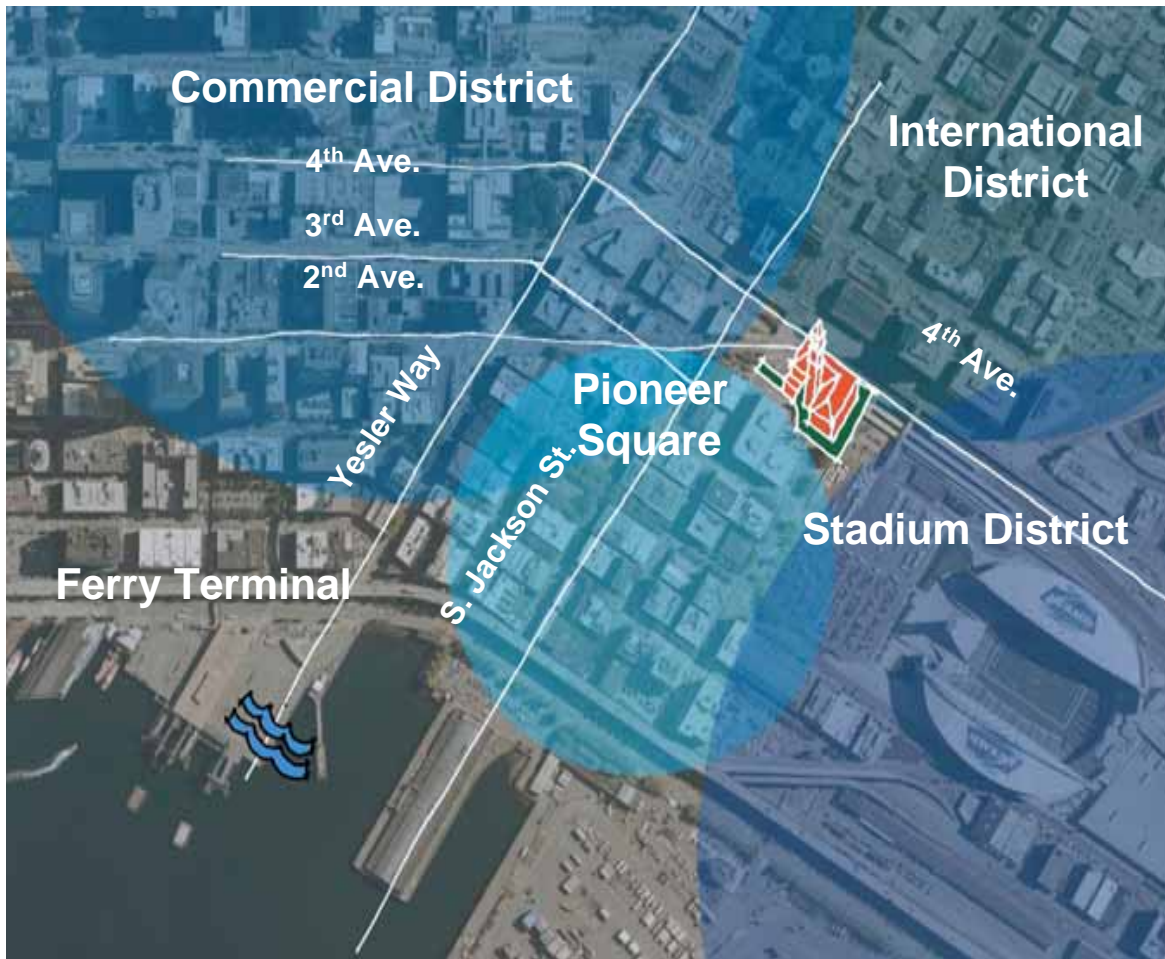 Commercial District
International
District
4th Ave.
3rd Ave.
2nd Ave.
4th Ave.
Yesler Way
Pioneer
Square
S. Jackson St.
Stadium District
Ferry Terminal